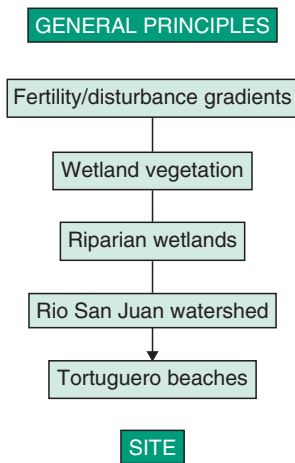 GENERAL PRINCIPLES
Fertility/disturbance gradients
Wetland vegetation
Riparian wetlands
Rio San Juan watershed
Tortuguero beaches
SITE